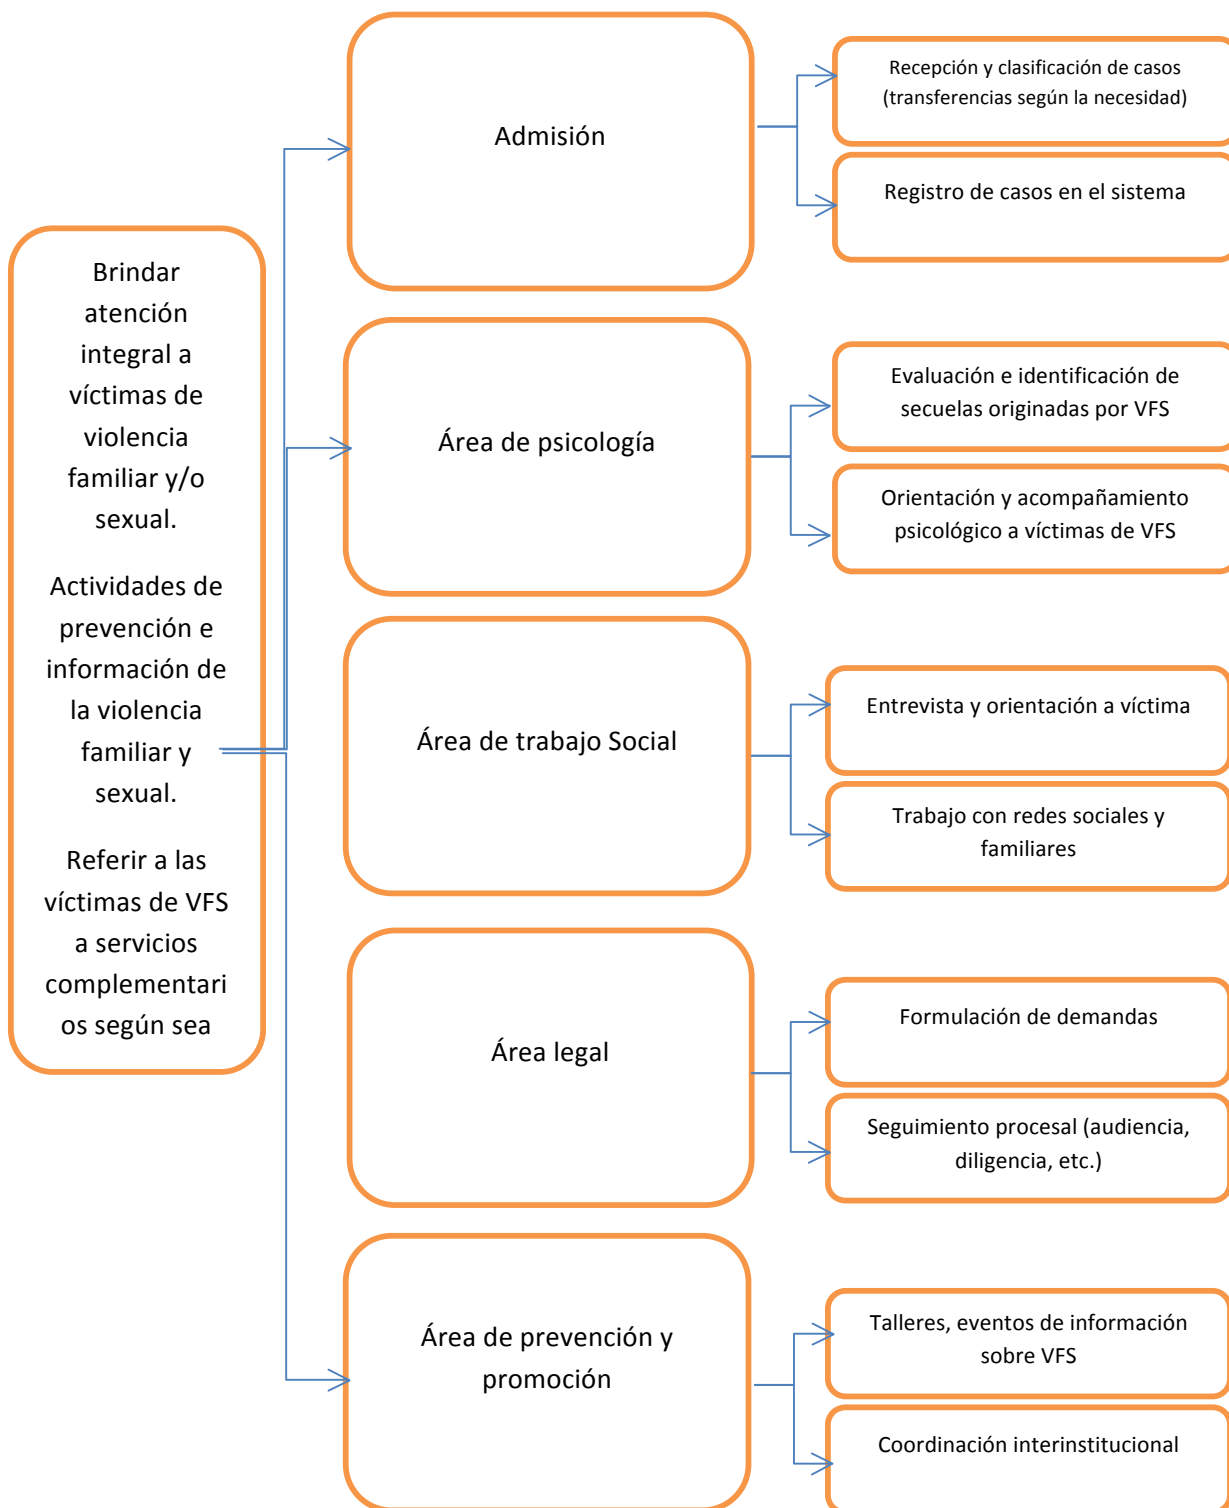 Brindar
atención
integral a
víctimas de
violencia
familiar y/o
sexual.
Actividades de
prevención e
información de
la violencia
familiar y
sexual.
Referir a las
víctimas de VFS
a servicios
complementari
os según sea
Admisión
Recepción y clasificación de casos
(transferencias según la necesidad)
Registro de casos en el sistema
Área de psicología
Evaluación e identificación de
secuelas originadas por VFS
Orientación y acompañamiento
psicológico a víctimas de VFS
Área de trabajo Social
Entrevista y orientación a víctima
Trabajo con redes sociales y
familiares
Área legal
Formulación de demandas
Seguimiento procesal (audiencia,
diligencia, etc.)
Área de prevención y
promoción
Talleres, eventos de información
sobre VFS
Coordinación interinstitucional